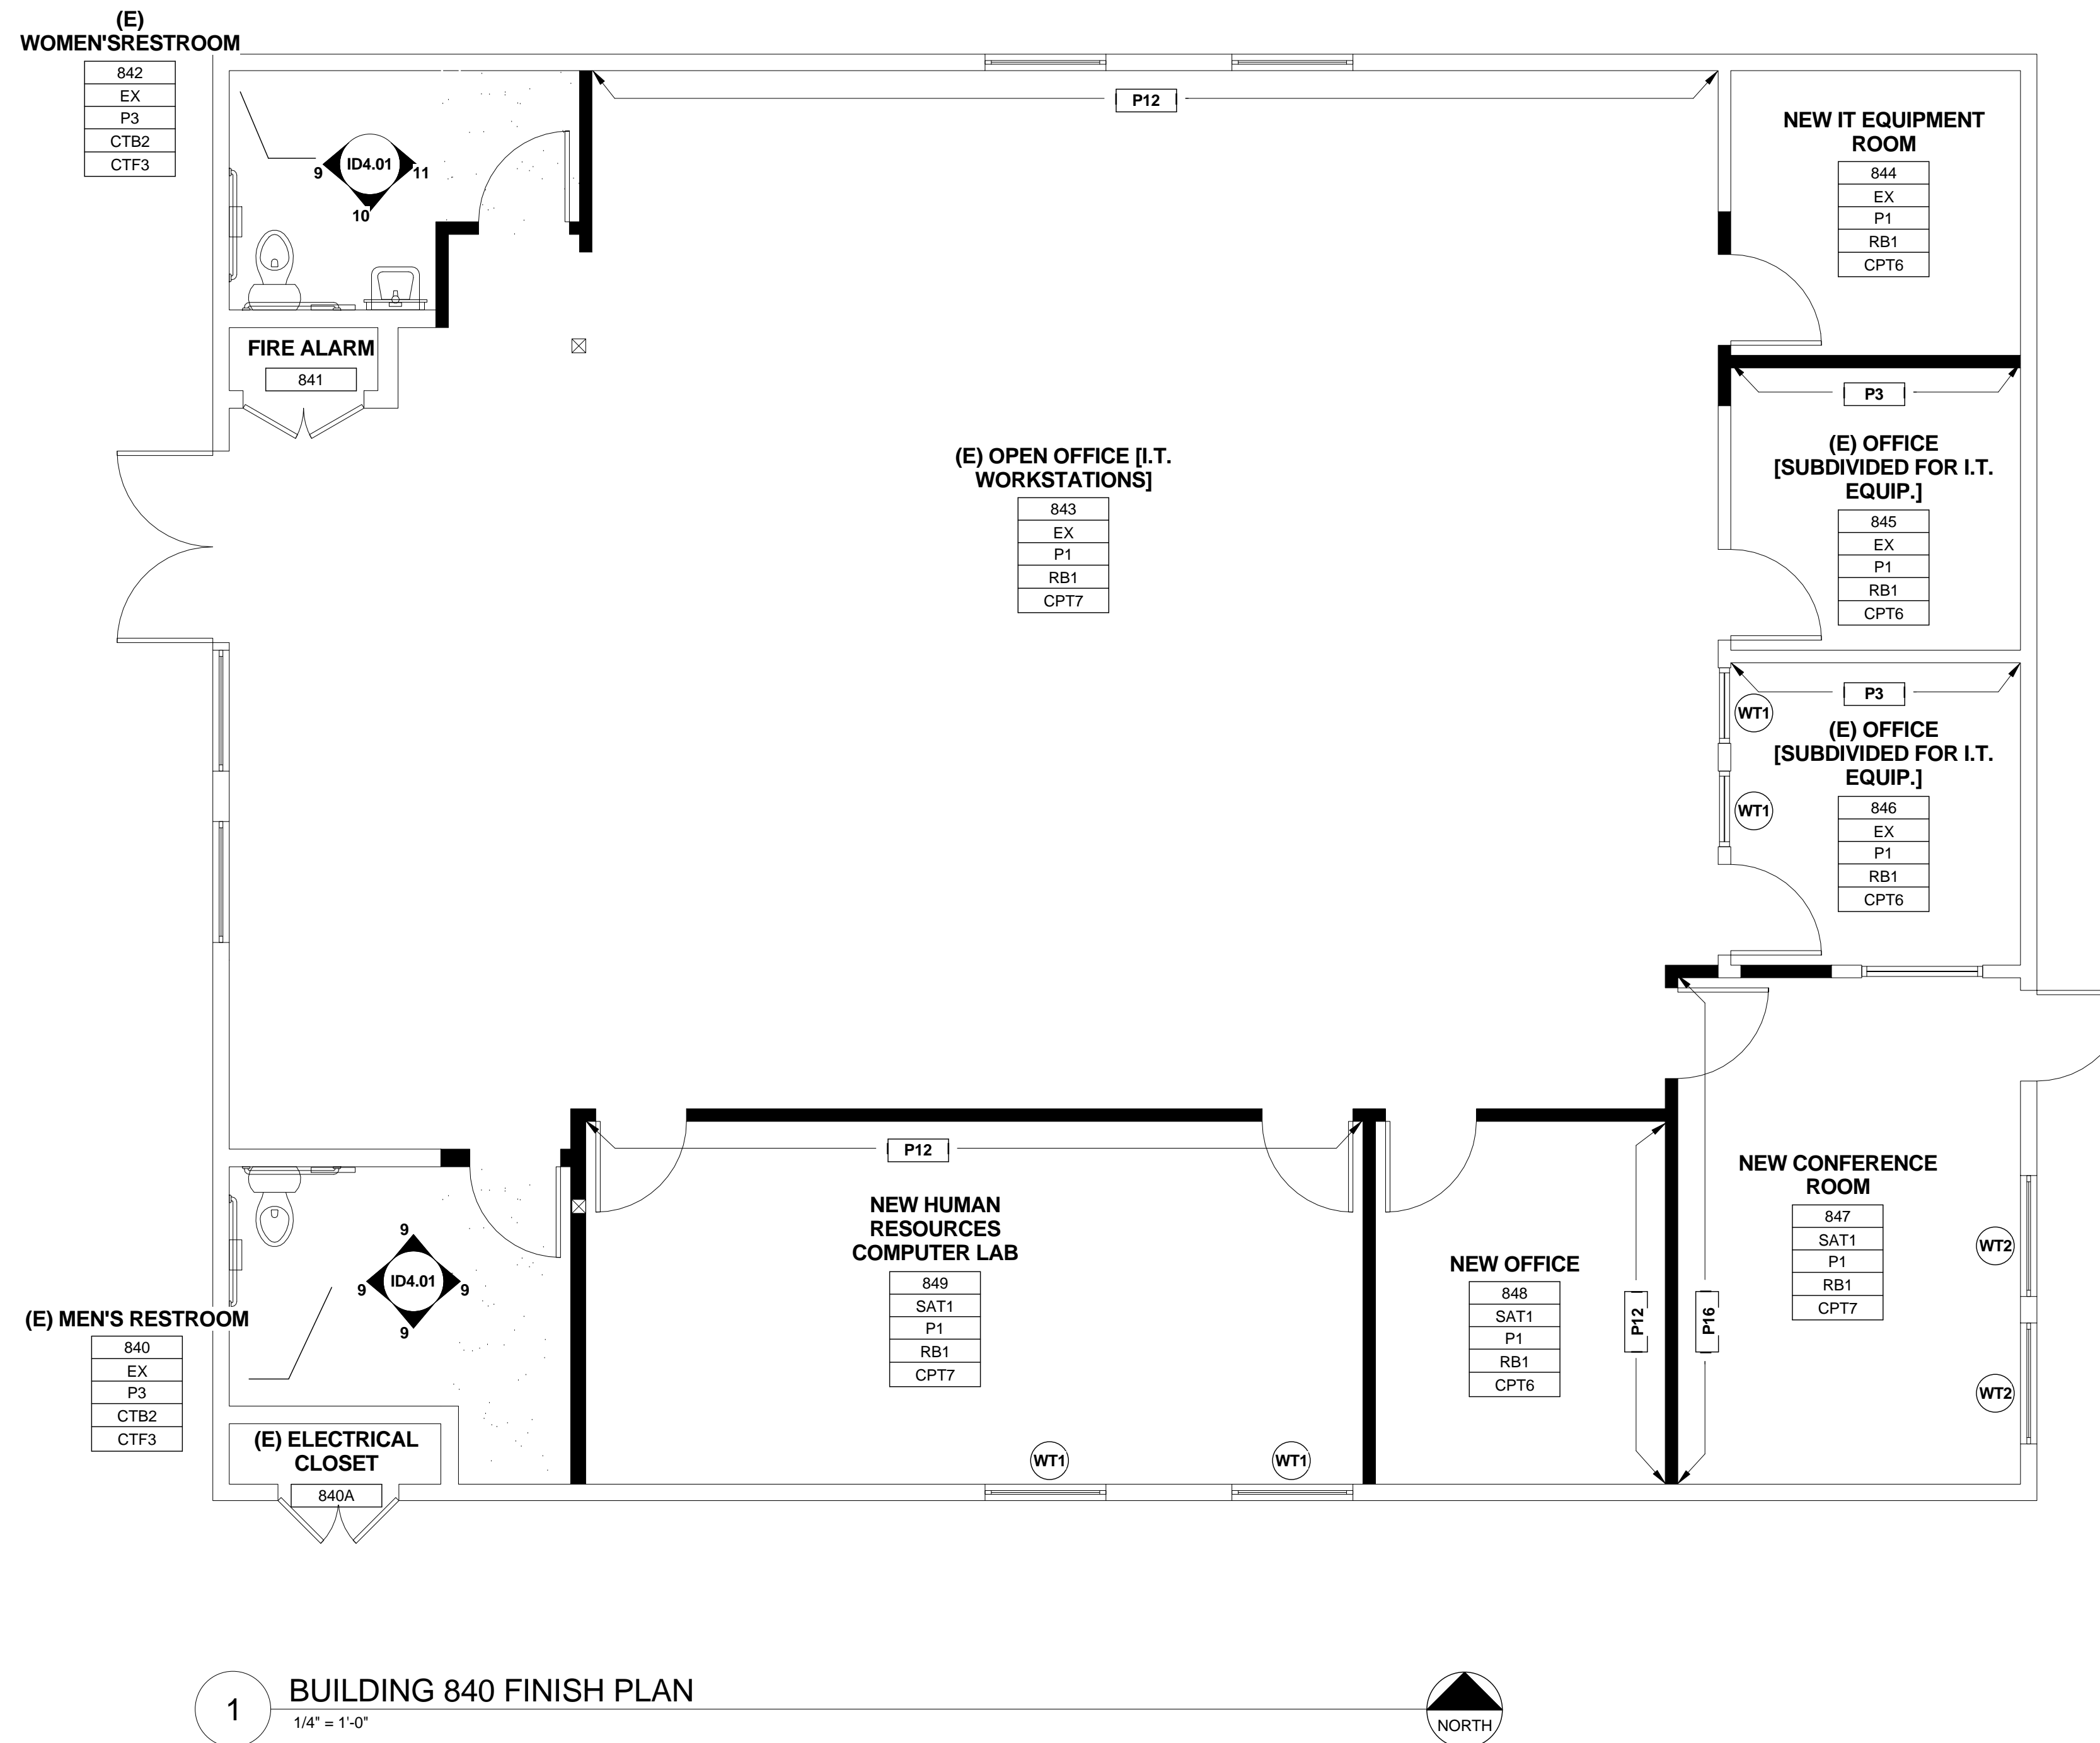 (E)
WOMEN'SRESTROOM
842
EX
P3
CTB2
CTF3
ID4.01
9
11
10
P12
NEW IT EQUIPMENT
ROOM
844
EX
P1
RB1
CPT6
FIRE ALARM
841
P3
(E) OFFICE
[SUBDIVIDED FOR I.T.
EQUIP.]
845
EX
P1
RB1
CPT6
(E) OPEN OFFICE [I.T.
WORKSTATIONS]
843
EX
P1
RB1
CPT7
P3
WT1
(E) OFFICE
[SUBDIVIDED FOR I.T.
EQUIP.]
WT1
846
EX
P1
RB1
CPT6
P12
NEW HUMAN
RESOURCES
COMPUTER LAB
849
SAT1
P1
RB1
CPT7
WT1
WT1
NEW OFFICE
848
SAT1
P1
RB1
CPT6
P12
P16
NEW CONFERENCE
ROOM
847
SAT1
P1
RB1
CPT7
WT2
WT2
9
9
ID4.01
9
9
(E) MEN'S RESTROOM
840
EX
P3
CTB2
CTF3
(E) ELECTRICAL
CLOSET
840A
1
BUILDING 840 FINISH PLAN
1/4" = 1'-0"
NORTH